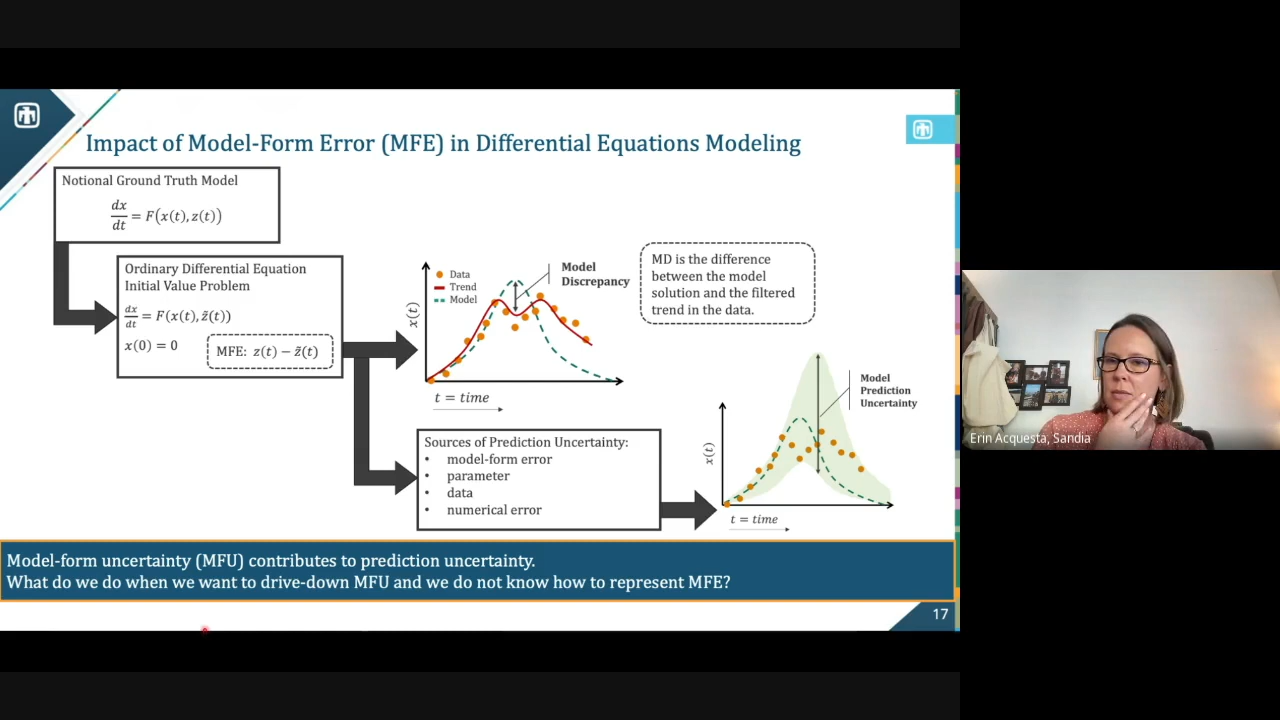 Impact of Model-Form Error (MFE) in Differential Equations Modeling
Notional Ground Truth Model
dx/dt = F(x(t), z(t))
Ordinary Differential Equation
Initial Value Problem
dx/dt = F(x(t), z̃(t))
x(0) = 0
MFE: z(t) − z̃(t)
x(t)
Data
Trend
Model
Model
Discrepancy
t = time
MD is the difference
between the model
solution and the filtered
trend in the data.
Sources of Prediction Uncertainty:
• model-form error
• parameter
• data
• numerical error
x(t)
Model
Prediction
Uncertainty
t = time
Model-form uncertainty (MFU) contributes to prediction uncertainty.
What do we do when we want to drive-down MFU and we do not know how to represent MFE?
17
Erin Acquesta, Sandia